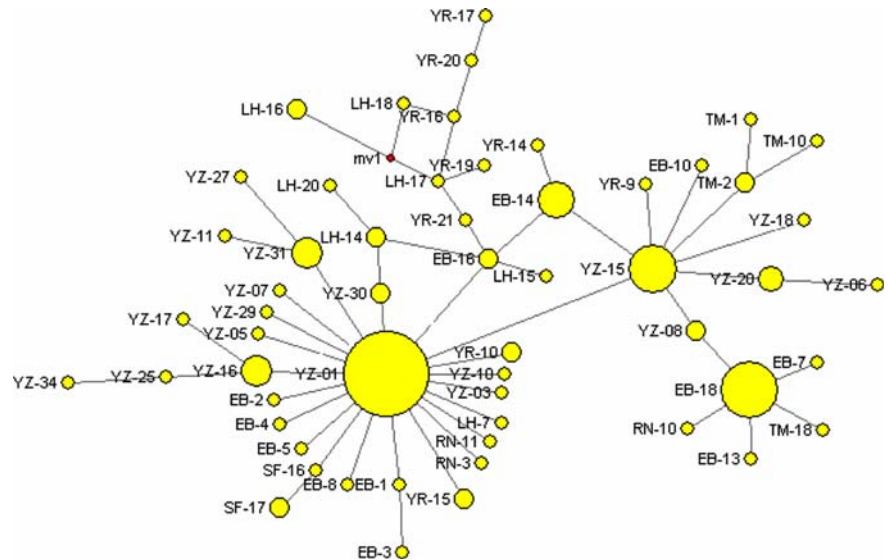 YR-17
YR-20
LH-16
LH-18
YR-16
TM-1
TM-10
mv1
YR-19
YR-14
EB-10
YZ-27
LH-20
LH-17
YR-9
TM-2
EB-14
YR-21
YZ-18
YZ-11
LH-14
YZ-31
EB-16
LH-15
YZ-15
YZ-20
YZ-06
YZ-07
YZ-30
YZ-29
YZ-17
YZ-05
YZ-08
YR-10
YZ-34
YZ-25
YZ-16
YZ-01
YZ-10
EB-7
YZ-03
EB-18
EB-2
EB-4
LH-7
RN-10
TM-18
EB-5
RN-11
EB-13
SF-16
RN-3
EB-8
EB-1
YR-15
SF-17
EB-3